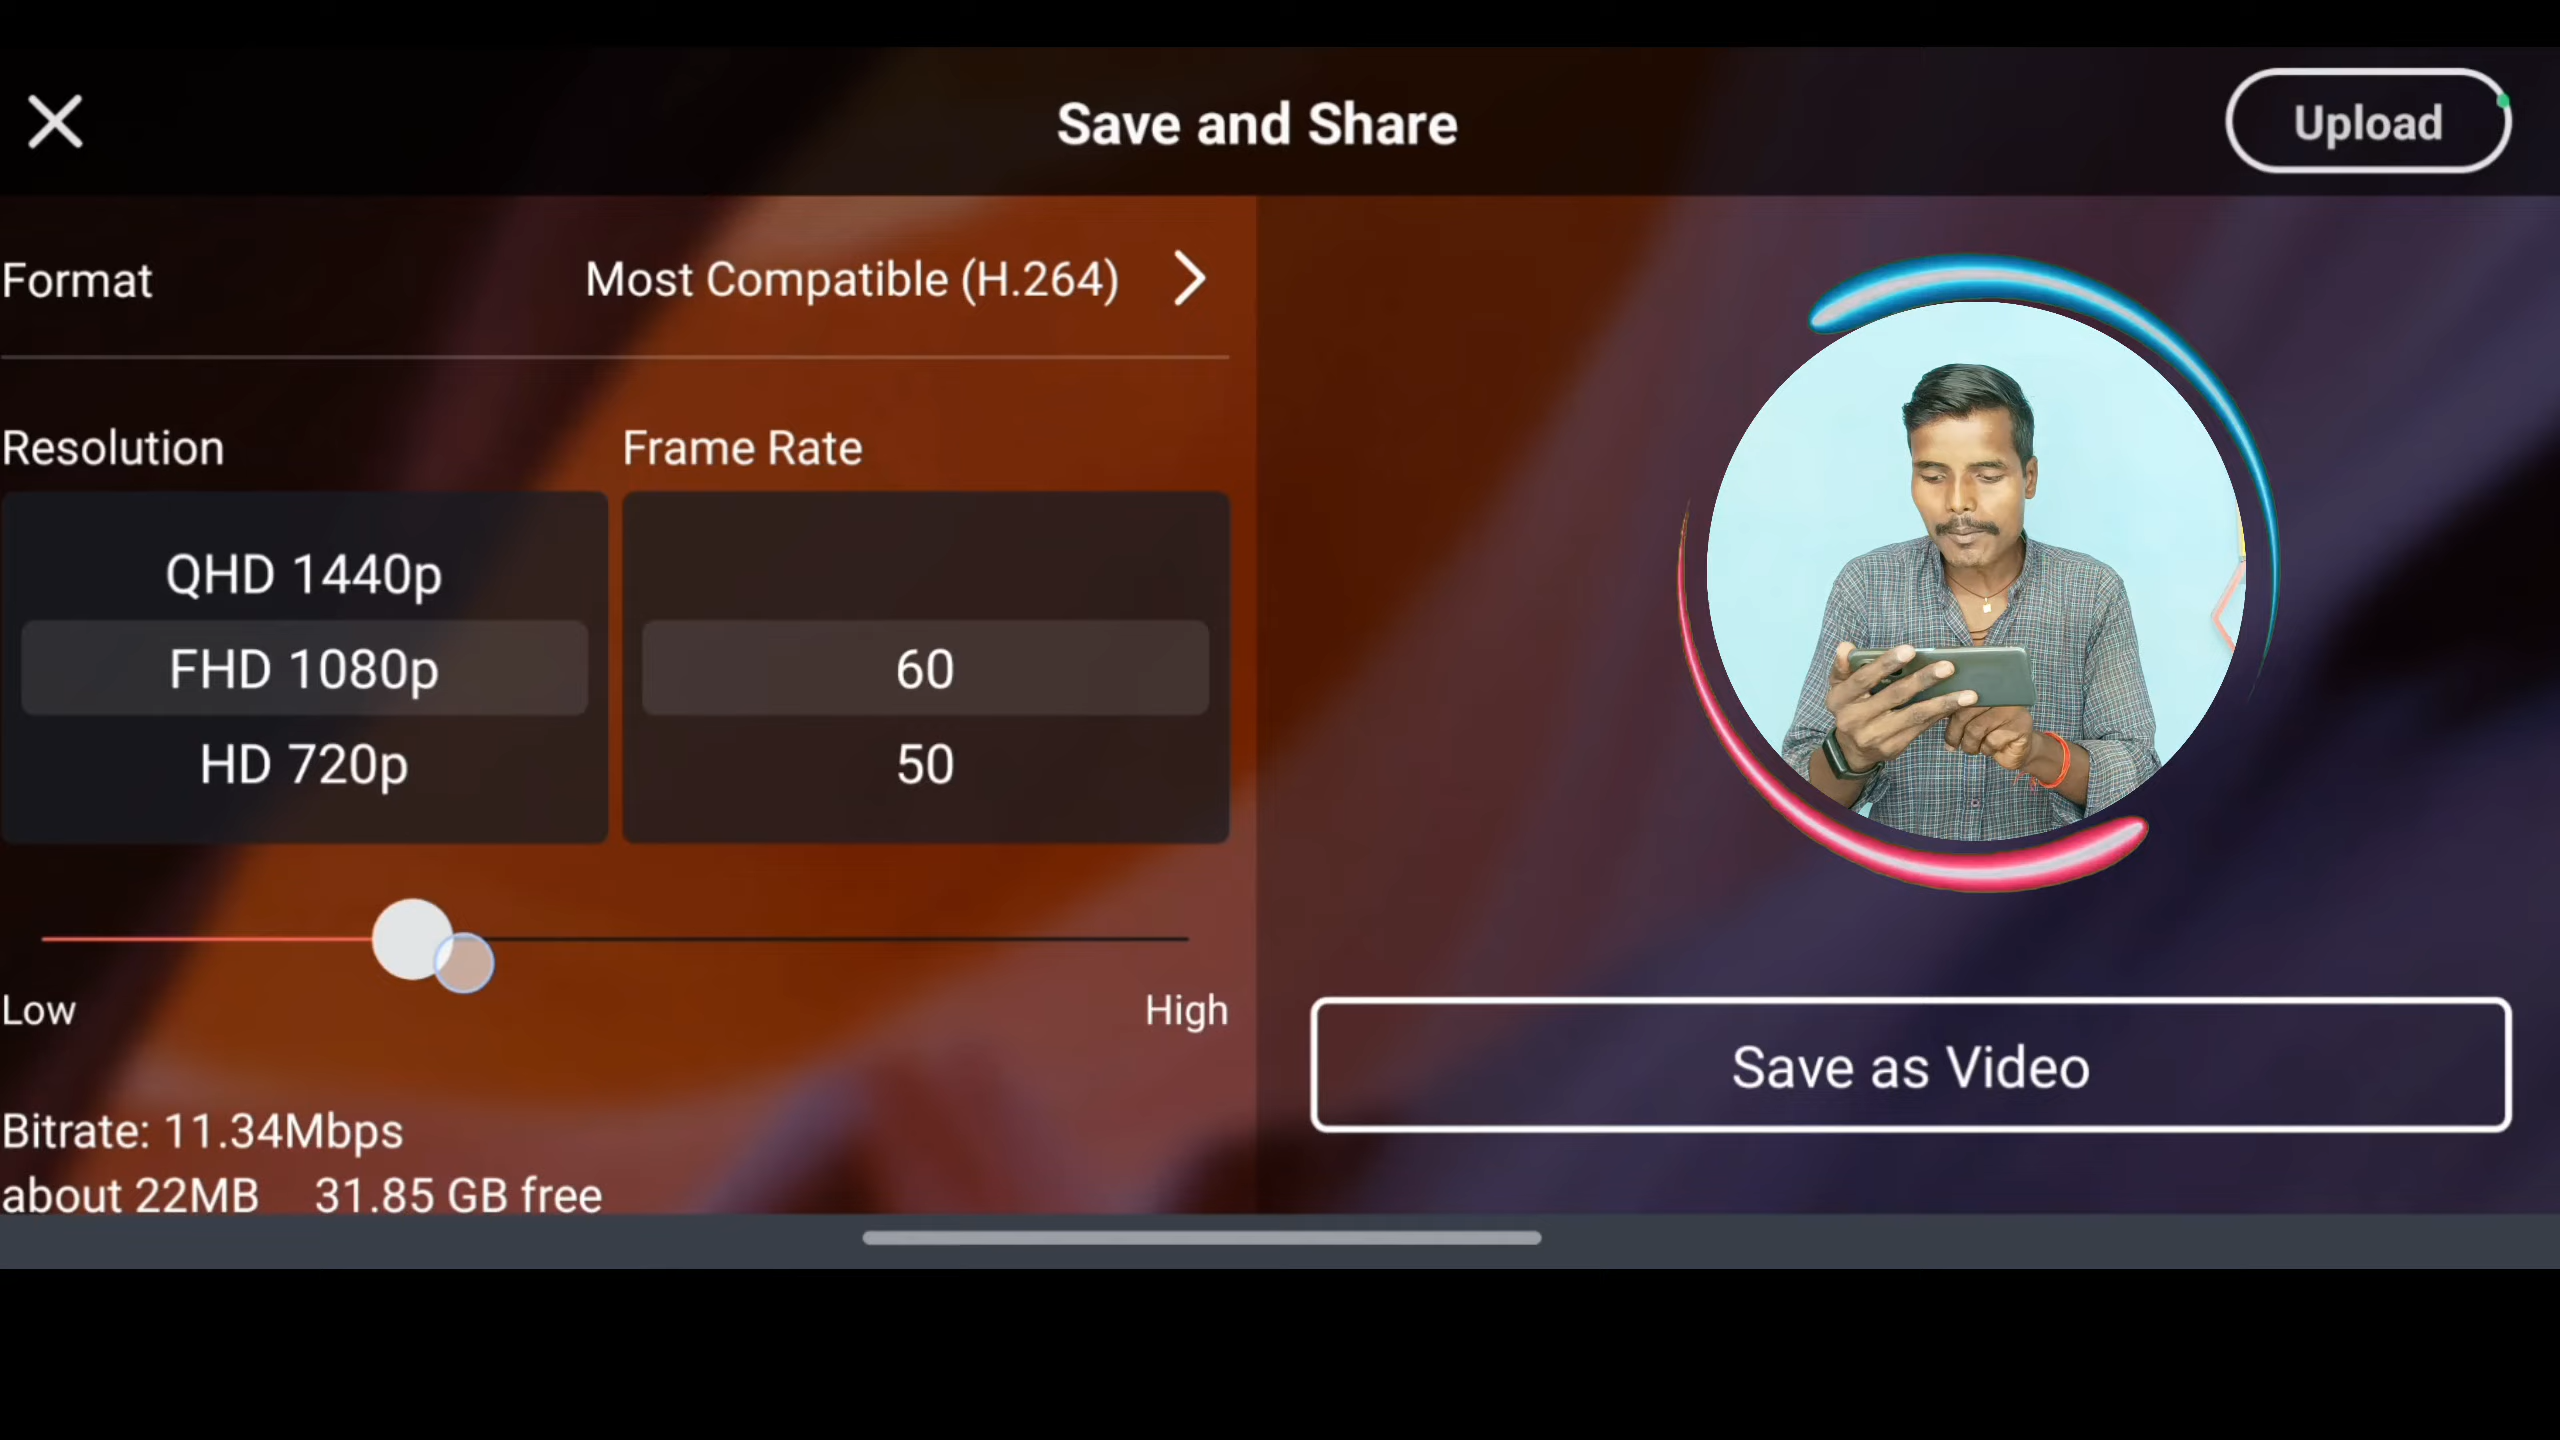 Save and Share
Upload
Format
Most Compatible (H.264)
Resolution
Frame Rate
QHD 1440p
FHD 1080p
HD 720p
60
50
Low
High
Bitrate: 11.34Mbps
about 22MB 31.85 GB free
Save as Video